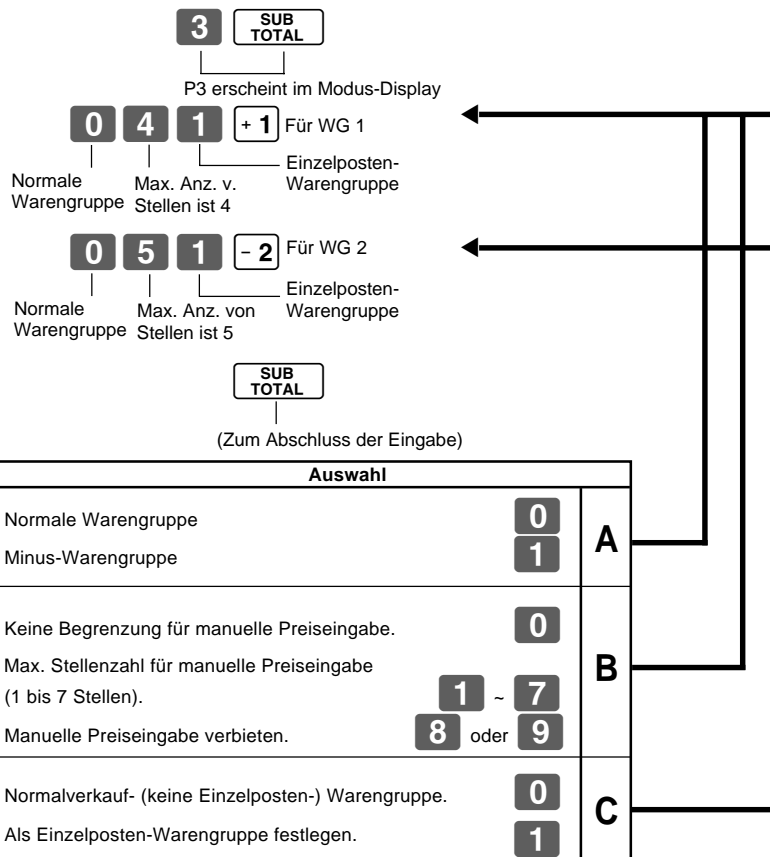 3 SUB TOTAL
P3 erscheint im Modus-Display
0 4 1 + 1 Für WG 1
Normale Warengruppe
Max. Anz. v. Stellen ist 4
Einzelposten-
Warengruppe
0 5 1 - 2 Für WG 2
Normale Warengruppe
Max. Anz. von Stellen ist 5
Einzelposten-
Warengruppe
SUB TOTAL
(Zum Abschluss der Eingabe)
Auswahl
Normale Warengruppe 0
Minus-Warengruppe 1
A
Keine Begrenzung für manuelle Preiseingabe. 0
Max. Stellenzahl für manuelle Preiseingabe
(1 bis 7 Stellen). 1 ~ 7
Manuelle Preiseingabe verbieten. 8 oder 9
B
Normalverkauf- (keine Einzelposten-) Warengruppe. 0
Als Einzelposten-Warengruppe festlegen. 1
C